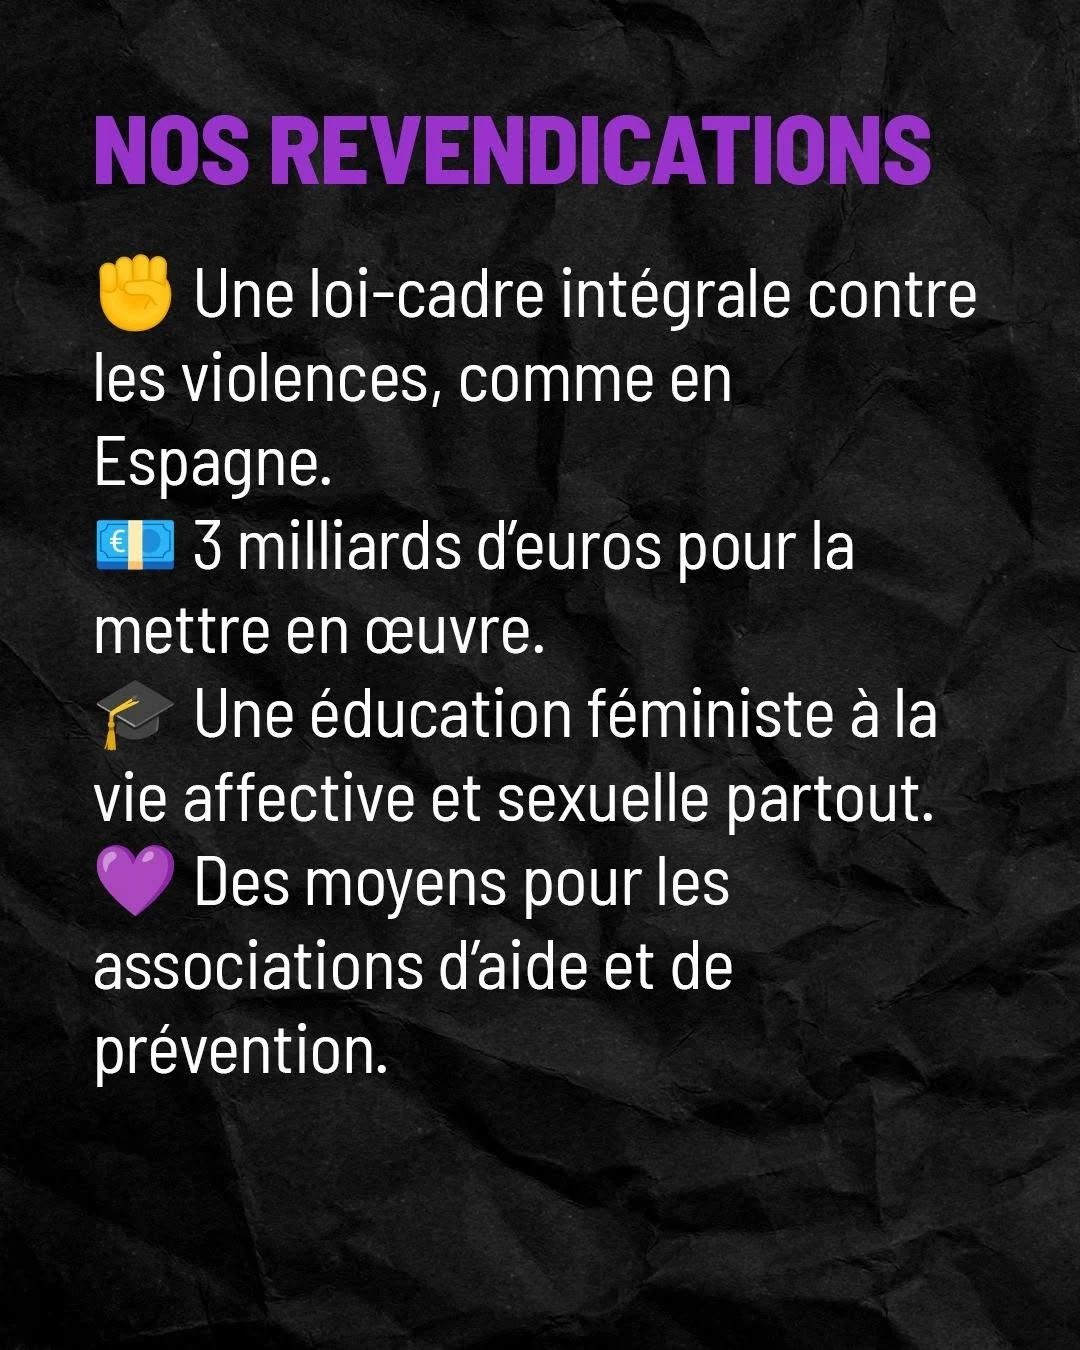 NOS REVENDICATIONS
✊ Une loi-cadre intégrale contre
les violences, comme en
Espagne.
💶 3 milliards d’euros pour la
mettre en œuvre.
🎓 Une éducation féministe à la
vie affective et sexuelle partout.
💜 Des moyens pour les
associations d’aide et de
prévention.